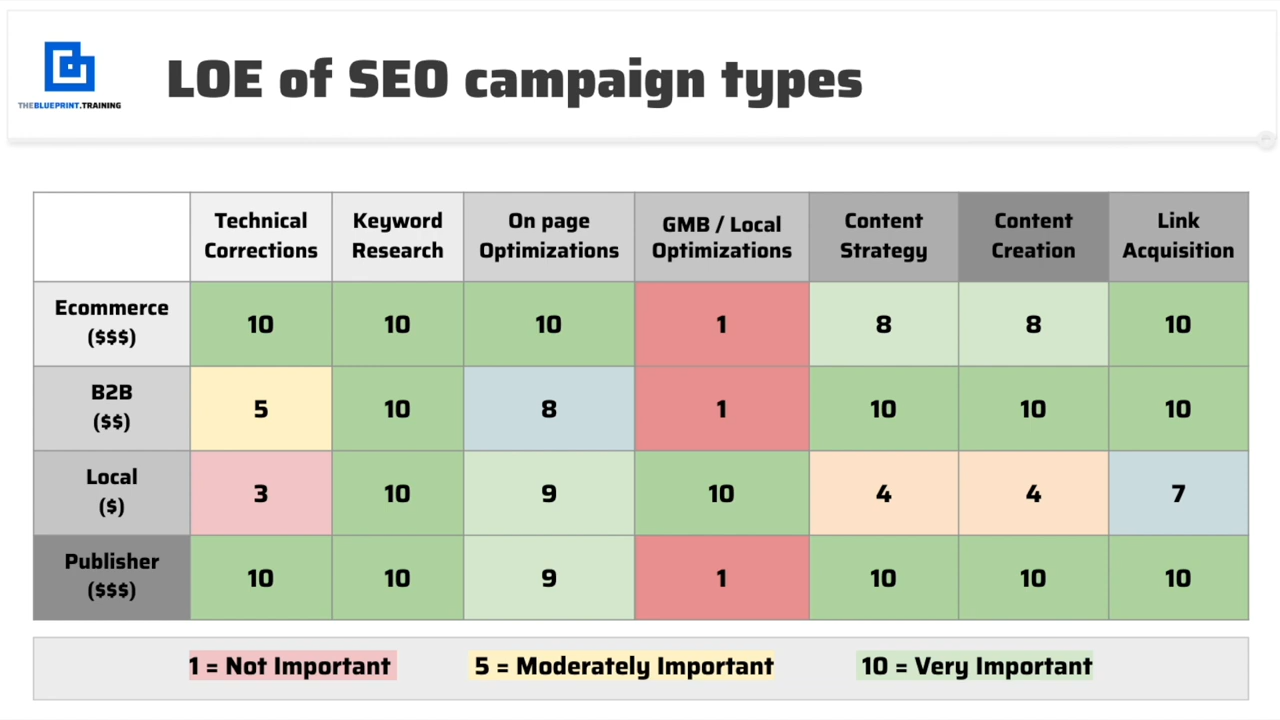 THEBLUEPRINT.TRAINING
LOE of SEO campaign types
Technical Corrections
Keyword Research
On page Optimizations
GMB / Local Optimizations
Content Strategy
Content Creation
Link Acquisition
Ecommerce ($$$)
10 10 10 1 8 8 10
B2B ($$)
5 10 8 1 10 10 10
Local ($)
3 10 9 10 4 4 7
Publisher ($$$)
10 10 9 1 10 10 10
1 = Not Important
5 = Moderately Important
10 = Very Important